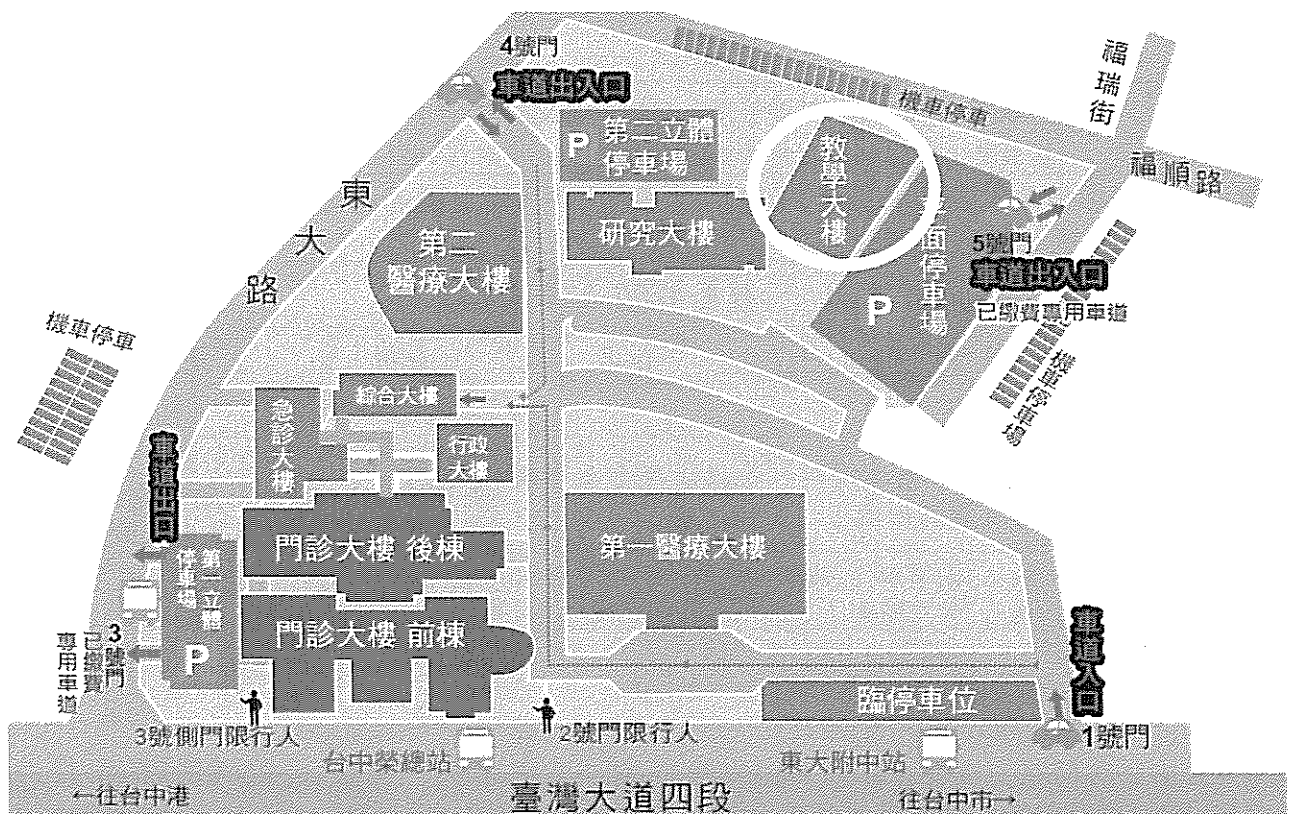 4號門
車道出入口
機車停車
福瑞街
福順路
P
第二立體
停車場
教學大樓
東大路
第二
醫療大樓
研究大樓
平面停車場
P
5號門
車道出入口
已繳費專用車道
機車停車場
機車停車
綜合大樓
急診大樓
行政
大樓
車道出口
門診大樓 後棟
第一醫療大樓
第一立體
停車場
P
門診大樓 前棟
3號門
已繳費
專用車道
車道入口
臨停車位
1號門
3號側門限行人
2號門限行人
台中榮總站
東大附中站
←往台中港
臺灣大道四段
往台中市→